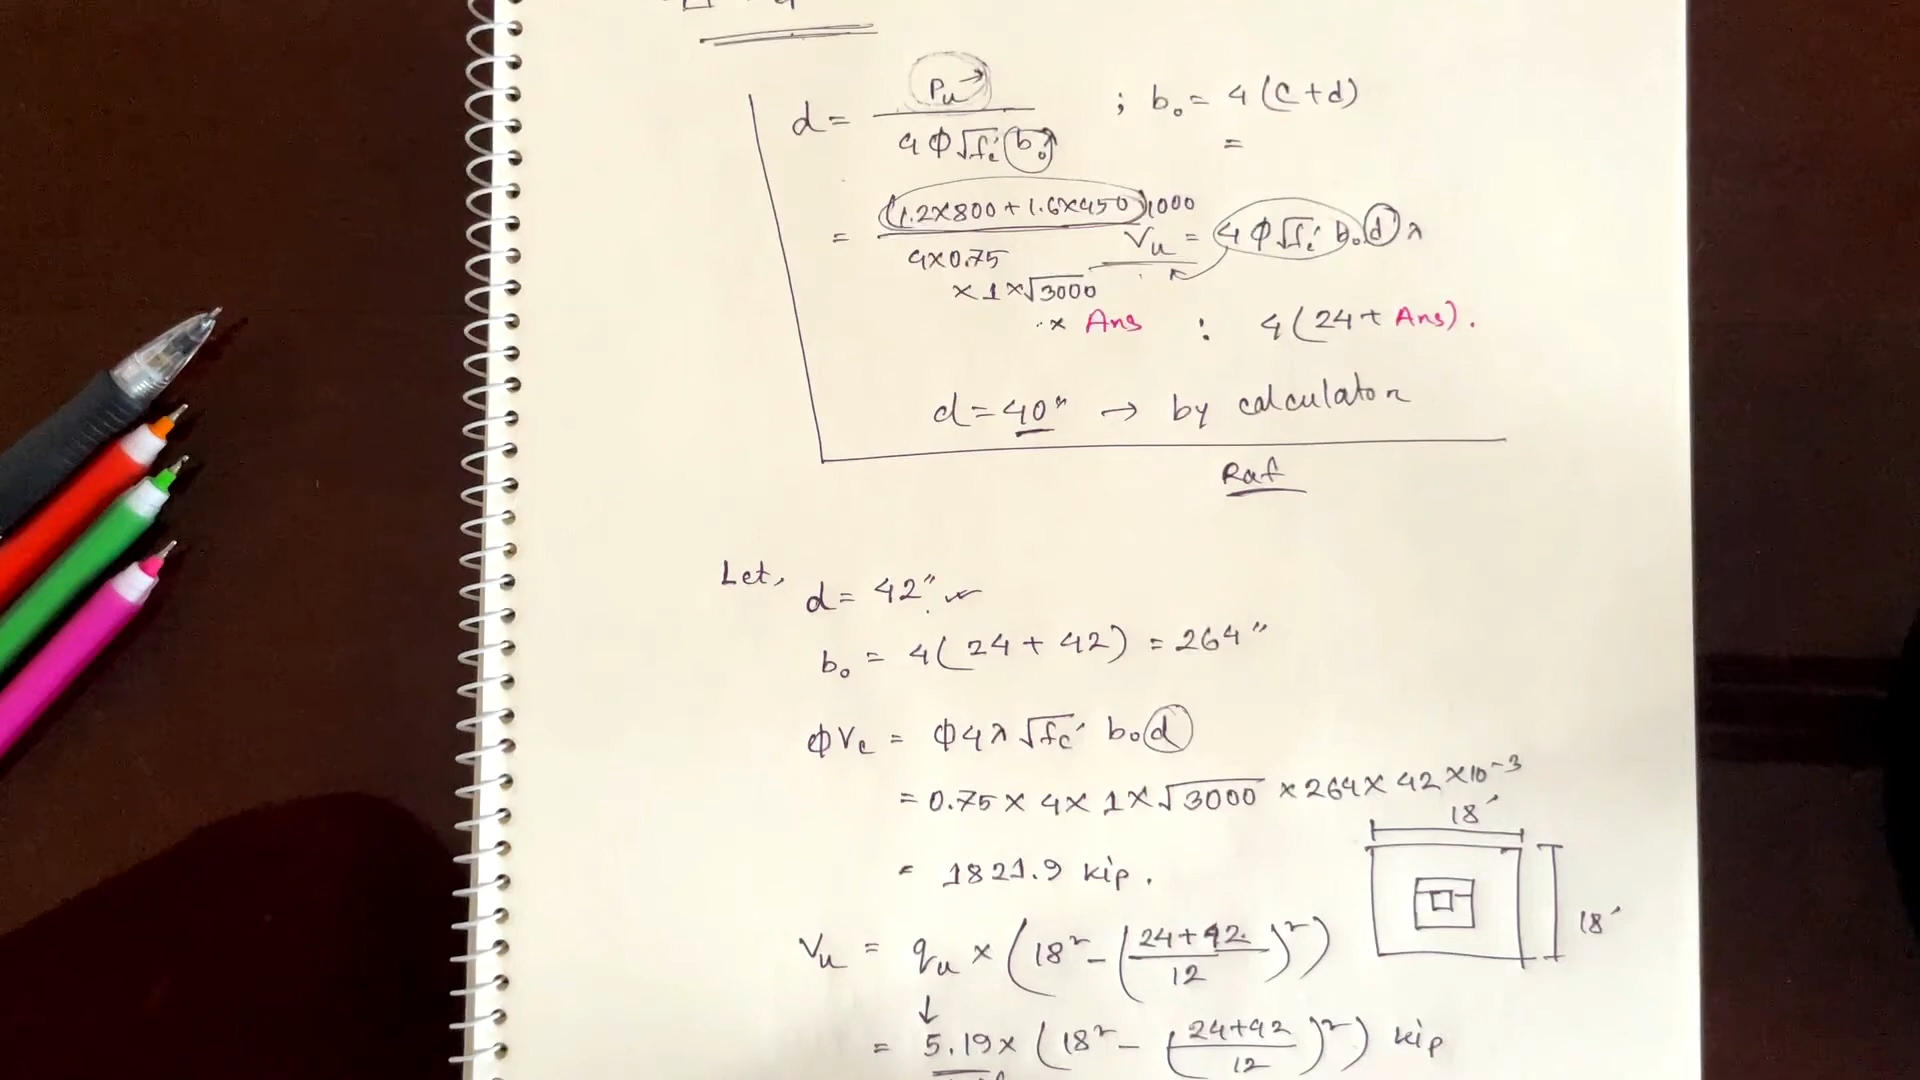 d = Pu / 4Φ√fc' b₀ ; b₀ = 4(c+d)
=
= (1.2×800 + 1.6×450)1000 / 4×0.75 ×1×√3000 × Ans : 4(24+ Ans).
Vu = 4Φ√fc' b₀ d λ
d = 40" → by calculator
Raf
Let, d = 42"
b₀ = 4(24 + 42) = 264"
ΦVc = Φ4λ√fc' b₀d
= 0.75 × 4× 1×√3000 ×264× 42 ×10⁻³
18'
= 1821.9 kip.
18'
Vu = qu × (18² - (24+42/12)²)
↓
= 5.19× (18² - (24+42/12)²) kip